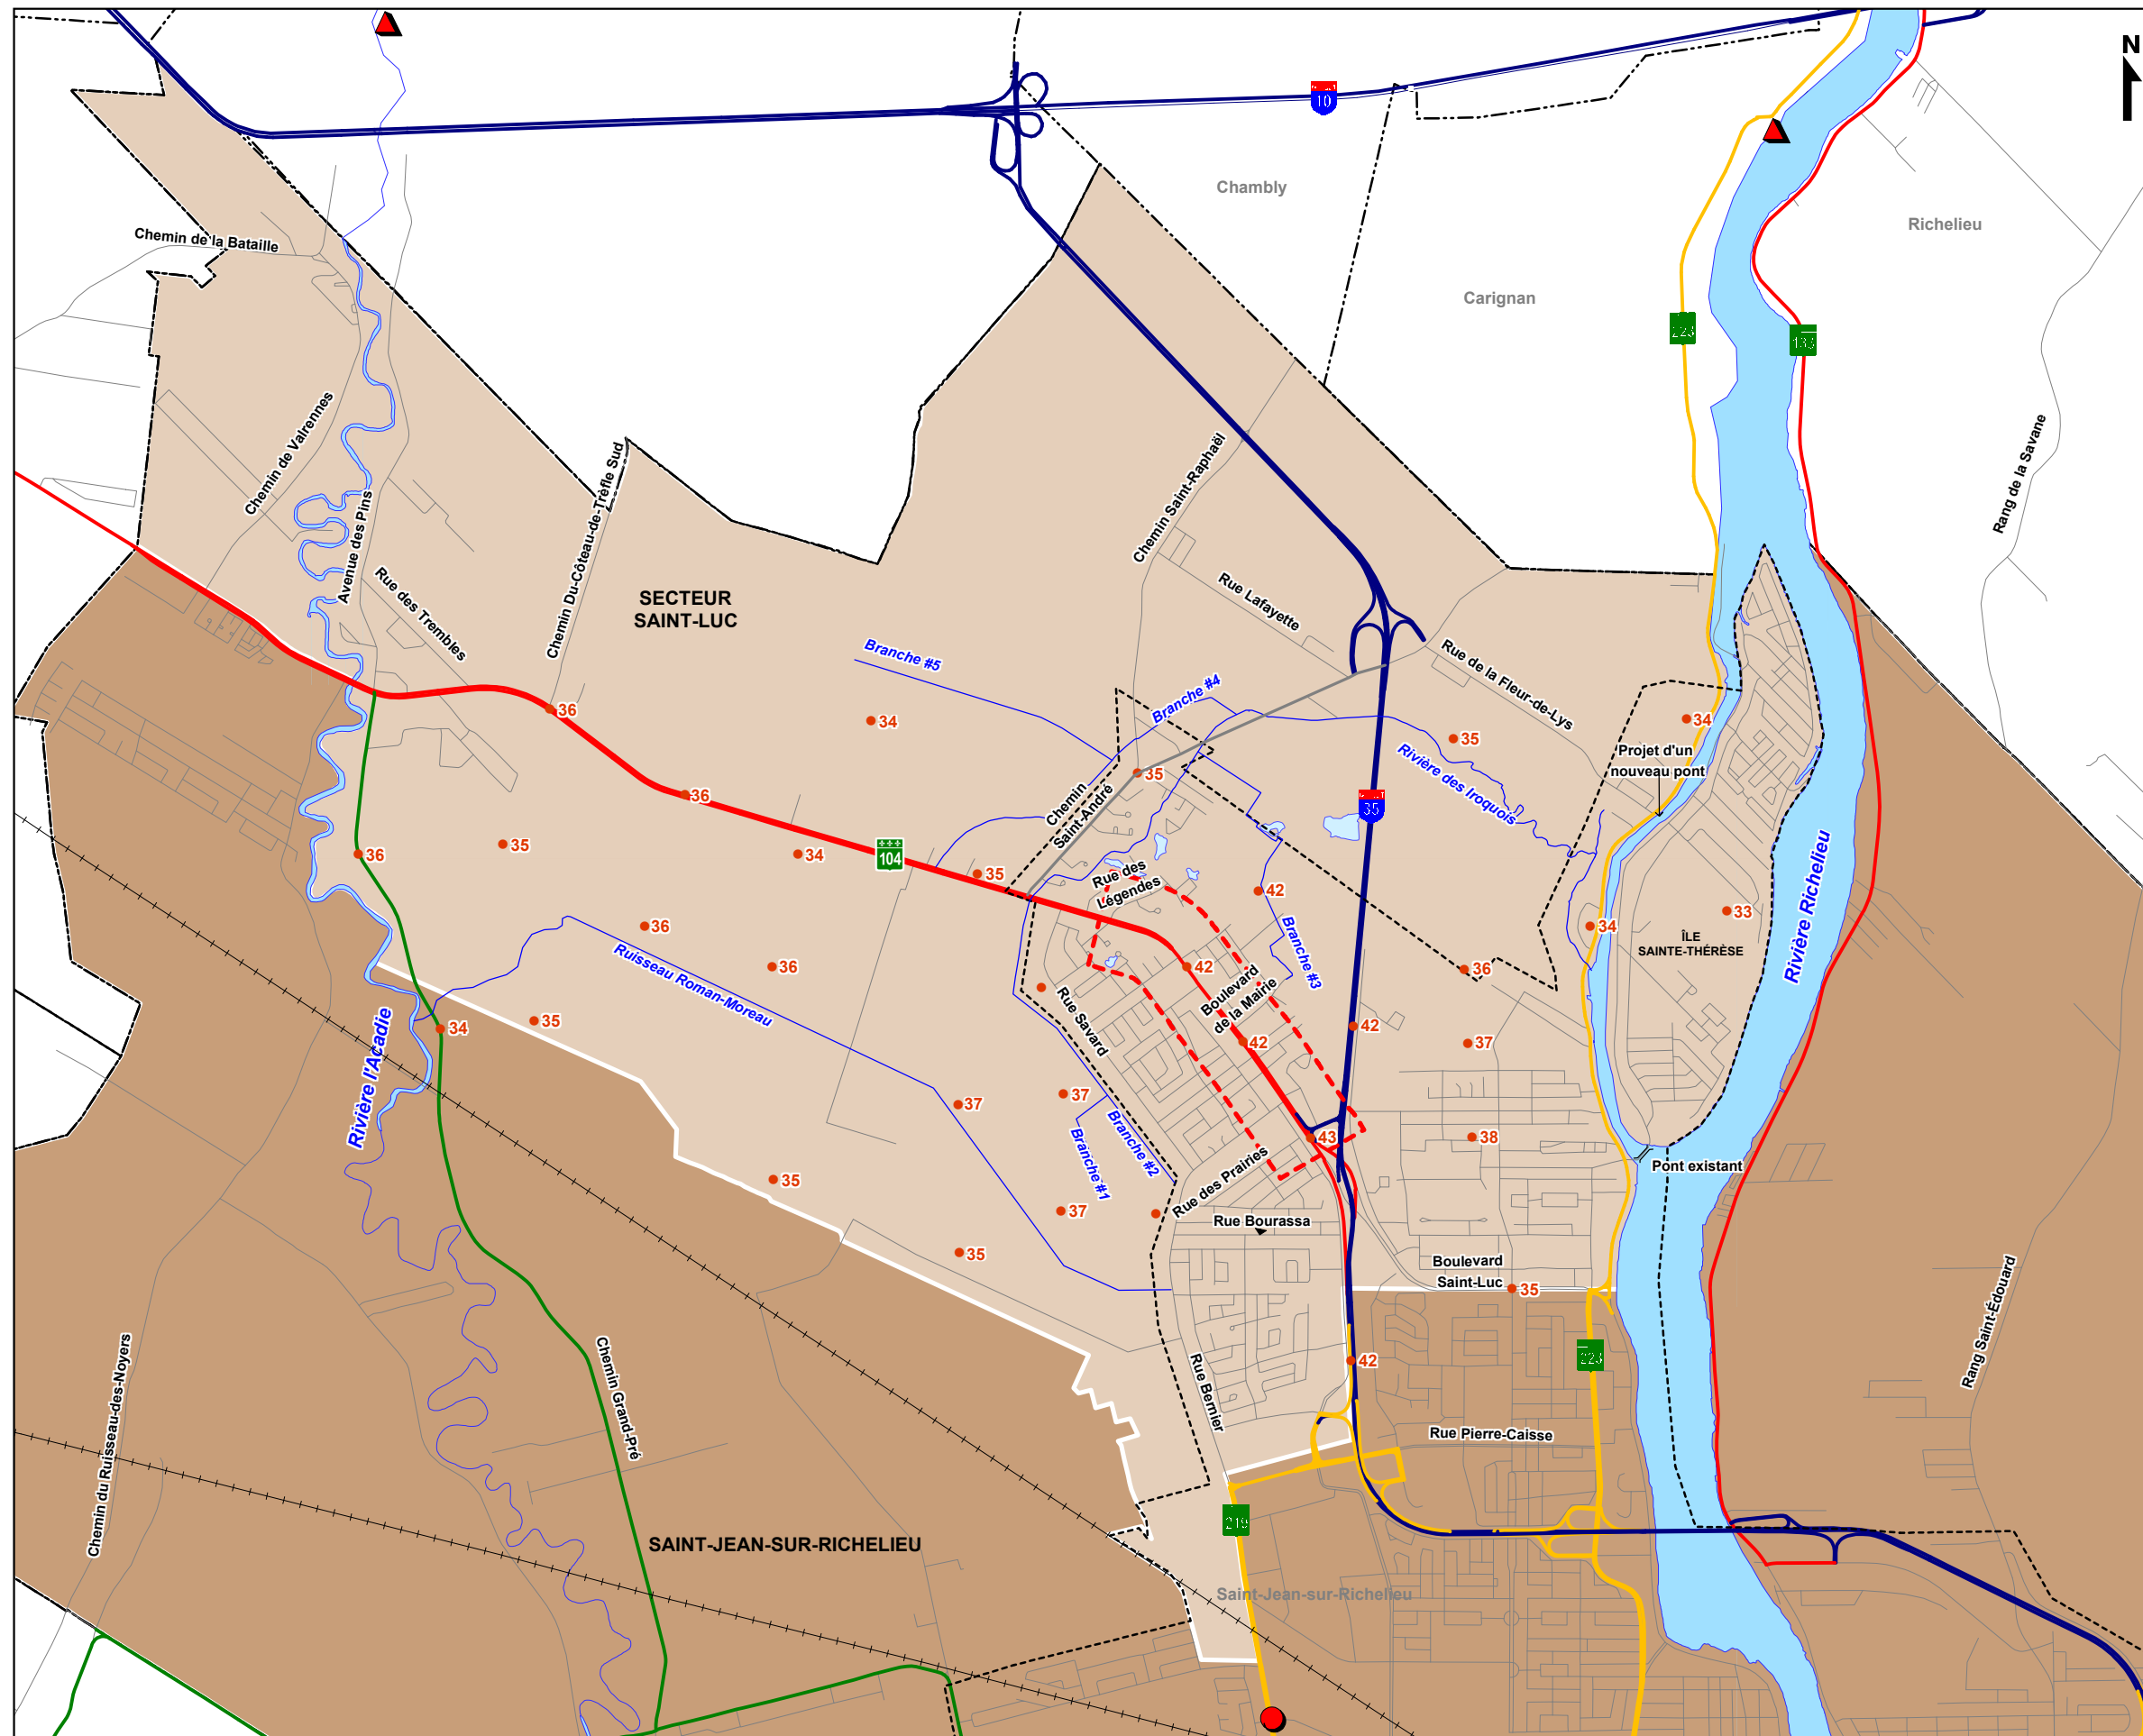 N
10
Chambly
Richelieu
Chemin de la Bataille
Carignan
223
133
Chemin de Valrennes
Chemin Du-Côteau-de-Trèfle Sud
Chemin Saint-Raphaël
Rang de la Savane
Avenue des Pins
Rue des Trembles
SECTEUR
SAINT-LUC
Rue Lafayette
Branche #5
Rue de la Fleur-de-Lys
Branche #4
36
34
35
34
Projet d'un
nouveau pont
Rivière des Iroquois
35
36
Chemin
Saint-André
35
35
36
34
104
35
Rue des
Légendes
42
33
34
ÎLE
SAINTE-THÉRÈSE
Rivière Richelieu
36
Ruisseau Roman-Moreau
36
42
Branche #3
36
Boulevard
de la Mairie
Rue Savard
35
34
42
42
37
Rivière l'Acadie
37
37
Branche #2
Branche #1
43
38
Pont existant
35
Rue des Prairies
37
Rue Bourassa
35
Boulevard
Saint-Luc
35
Rang Saint-Édouard
Chemin du Ruisseau-des-Noyers
Chemin Grand-Pré
Rue Bernier
42
223
Rue Pierre-Caisse
219
SAINT-JEAN-SUR-RICHELIEU
Saint-Jean-sur-Richelieu